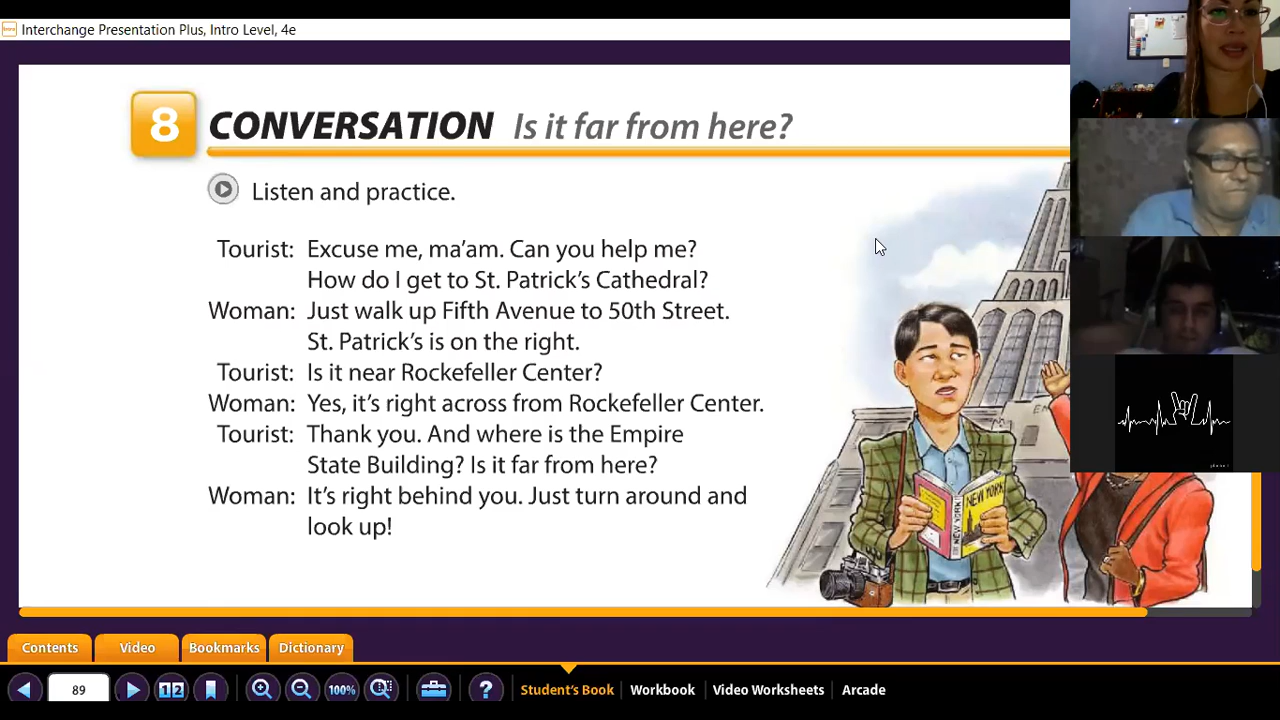 Interchange Presentation Plus, Intro Level, 4e
8 CONVERSATION Is it far from here?
Listen and practice.
Tourist: Excuse me, ma'am. Can you help me?
How do I get to St. Patrick's Cathedral?
Woman: Just walk up Fifth Avenue to 50th Street.
St. Patrick's is on the right.
Tourist: Is it near Rockefeller Center?
Woman: Yes, it's right across from Rockefeller Center.
Tourist: Thank you. And where is the Empire
State Building? Is it far from here?
Woman: It's right behind you. Just turn around and
look up!
NEW YORK
NEW YORK
Contents Video Bookmarks Dictionary
89 1 2 100% ? Student's Book Workbook Video Worksheets Arcade